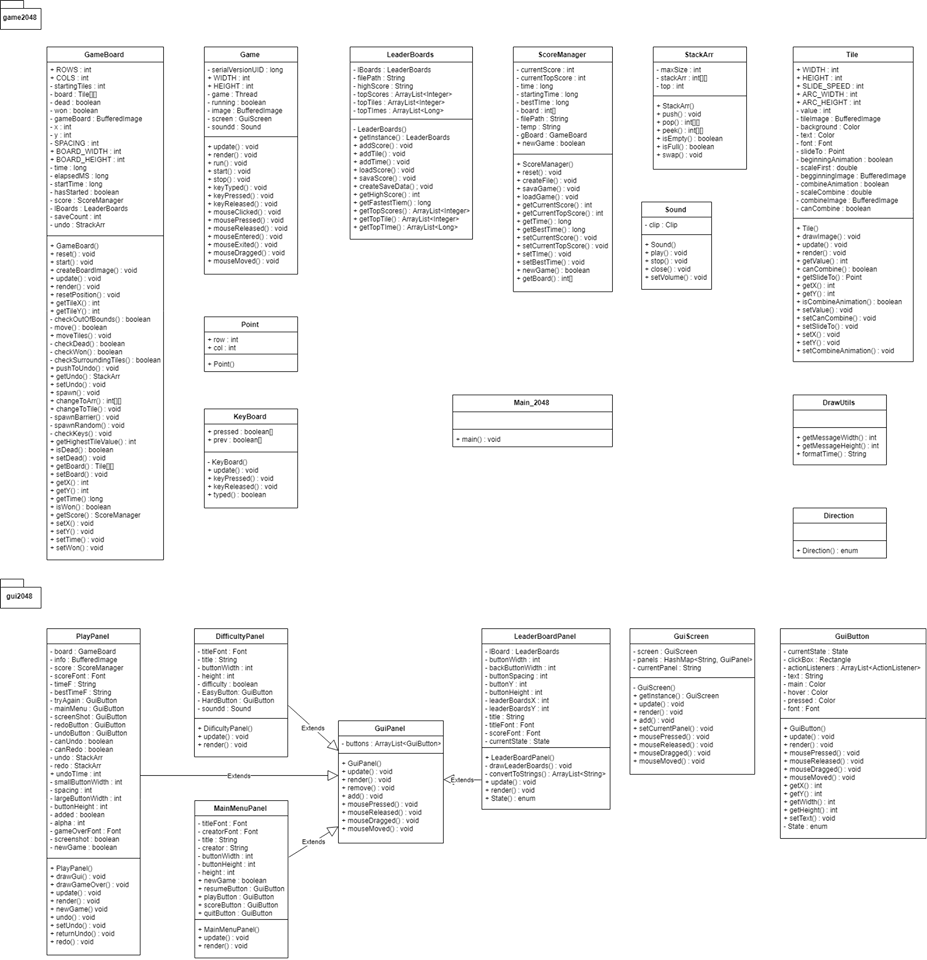 game2048
GameBoard
+ ROWS : int
+ COLS : int
- startingTiles : int
- board : Tile[][]
- dead : boolean
- won : boolean
- gameBoard : BufferedImage
- x : int
- y : int
- SPACING : int
+ BOARD_WIDTH : int
+ BOARD_HEIGHT : int
- time : long
- elapsedMS : long
- startTime : long
- hasStarted : boolean
- score : ScoreManager
- lBoards : LeaderBoards
- saveCount : int
- undo : StrackArr
+ GameBoard()
+ reset() : void
+ start() : void
- createBoardImage() : void
+ update() : void
+ render() : void
- resetPosition() : void
+ getTileX() : int
+ getTileY() : int
- checkOutOfBounds() : boolean
- move() : boolean
+ moveTiles() : void
- checkDead() : boolean
- checkWon() : boolean
- checkSurroundingTiles() : boolean
+ pushToUndo() : void
+ getUndo() : StackArr
+ setUndo() : void
+ spawn() : void
+ changeToArr() : int[][]
+ changeToTile() : void
- spawnBarrier() : void
- spawnRandom() : void
- checkKeys() : void
+ getHighestTileValue() : int
+ isDead() : boolean
+ setDead() : void
+ getBoard() : Tile[][]
+ setBoard() : void
+ getX() : int
+ getY() : int
+ getTime() :long
+ isWon() : boolean
+ getScore() : ScoreManager
+ setX() : void
+ setY() : void
+ setTime() : void
+ setWon() : void
Game
- serialVersionUID : long
+ WIDTH : int
+ HEIGHT : int
- game : Thread
- running : boolean
- image : BufferedImage
- screen : GuiScreen
- soundd : Sound
+ update() : void
+ render() : void
+ run() : void
+ start() : void
+ stop() : void
+ keyTyped() : void
+ keyPressed() : void
+ keyReleased() : void
+ mouseClicked() : void
+ mousePressed() : void
+ mouseReleased() : void
+ mouseEntered() : void
+ mouseExited() : void
+ mouseDragged() : void
+ mouseMoved() : void
LeaderBoards
- lBoards : LeaderBoards
- filePath : String
- highScore : String
- topScores : ArrayList<Integer>
- topTiles : ArrayList<Integer>
- topTImes : ArrayList<Long>
- LeaderBoards()
+ getInstance() : LeaderBoards
+ addScore() : void
+ addTile() : void
+ addTime() : void
+ loadScore() : void
+ savaScore() : void
+ createSaveData() ; void
+ getHighScore() : int
+ getFastestTiem() : long
+ getTopScores() : ArrayList<Integer>
+ getTopTile() : ArrayList<Integer>
+ getTopTIme() : ArrayList<Long>
ScoreManager
- currentScore : int
- currentTopScore : int
- time : long
- startingTime : long
- bestTIme : long
- board : int[]
- filePath : String
- temp : String
- gBoard : GameBoard
+ newGame : boolean
+ ScoreManager()
+ reset() : void
- createFile() : void
+ savaGame() : void
+ loadGame() : void
+ getCurrentScore() : int
+ getCurrentTopScore() : int
+ getTime() : long
+ getBestTime() : long
+ setCurrentScore() : void
+ setCurrentTopScore() : void
+ setTIme() : void
+ setBestTime() : void
+ newGame() : boolean
+ getBoard() : int[]
StackArr
- maxSize : int
- stackArr : int[][]
- top : int
+ StackArr()
+ push() : void
+ pop() : int[]
+ peek() : int[]
+ isEmpty() : boolean
+ isFull() : boolean
+ swap() : void
Sound
- clip : Clip
+ Sound()
+ play() : void
+ stop() : void
+ close() : void
+ setVolume() : void
Tile
+ WIDTH : int
+ HEIGHT : int
+ SLIDE_SPEED : int
+ ARC_WIDTH : int
+ ARC_HEIGHT : int
- value : int
- tileImage : BufferedImage
- background : Color
- text : Color
- font : Font
- slideTo : Point
- beginningAnimation : boolean
- scaleFirst : double
- begginningImage : BufferedImage
- combineAnimation : boolean
- scaleCombine : double
- combineImage : BufferedImage
- canCombine : boolean
+ Tile()
- drawImage() : void
+ update() : void
+ render() : void
+ getValue() : int
+ canCombine() : boolean
+ getSlideTo() : Point
+ getX() : int
+ getY() : int
+ isCombineAnimation() : boolean
+ setValue() : void
+ setCanCombine() : void
+ setSlideTo() : void
+ setX() : void
+ setY() : void
+ setCombineAnimation() : void
Point
+ row : int
+ col : int
+ Point()
KeyBoard
+ pressed : boolean[]
+ prev : boolean[]
- KeyBoard()
+ update() : void
+ keyPressed() : void
+ keyReleased() : void
+ typed() : boolean
Main_2048
+ main() : void
DrawUtils
+ getMessageWidth() : int
+ getMessageHeight() : int
+ formatTime() : String
Direction
+ Direction() : enum
gui2048
PlayPanel
- board : GameBoard
- info : BufferedImage
- score : ScoreManager
- scoreFont : Font
- timeF : String
- bestTimeF : String
- tryAgain : GuiButton
- mainMenu : GuiButton
- screenShot : GuiButton
- redoButton : GuiButton
- undoButton : GuiButton
- canUndo : boolean
- canRedo : boolean
- undo : StackArr
- redo : StackArr
+ undoTIme : int
- smallButtonWidth : int
- spacing : int
- largeButtonWidth : int
- buttonHeight : int
- added : boolean
- alpha : int
- gameOverFont : Font
- screenshot : boolean
- newGame : boolean
+ PlayPanel()
+ drawGui() : void
+ drawGameOver() : void
+ update() : void
+ render() : void
+ newGame() void
+ undo() : void
+ setUndo() : void
+ returnUndo() : void
+ redo() : void
DifficultyPanel
- titleFont : Font
- title : String
- buttonWidth : int
- height : int
- difficulty : boolean
- EasyButton : GuiButton
- HardButton : GuiButton
- soundd : Sound
+ DifficultyPanel()
+ update() : void
+ render() : void
Extends
GuiPanel
- buttons : ArrayList<GuiButton>
+ GuiPanel()
+ update() : void
+ render() : void
+ remove() : void
+ add() : void
+ mousePressed() : void
+ mouseReleased() : void
+ mouseDragged() : void
+ mouseMoved() : void
Extends
Extends
Extends
MainMenuPanel
- titleFont : Font
- creatorFont : Font
- title : String
- creator : String
- buttonWidth : int
- buttonHeight : int
- height : int
+ newGame : boolean
+ resumeButton : GuiButton
+ playButton : GuiButton
+ scoreButton : GuiButton
+ quitButton : GuiButton
+ MainMenuPanel()
+ update() : void
+ render() : void
LeaderBoardPanel
- lBoard : LeaderBoards
- buttonWidth : int
- backButtonWidth : int
- buttonSpacing : int
- buttonY : int
- buttonHeight : int
- leaderBoardsX : int
- leaderBoardsY : int
- title : String
- titleFont : Font
- scoreFont : Font
- currentState : State
+ LeaderBoardPanel()
- drawLeaderBoards() : void
- convertToStrings() : ArrayList<String>
+ update() : void
+ render() : void
+ State() : enum
GuiScreen
- screen : GuiScreen
- panels : HashMap<String, GuiPanel>
- currentPanel : String
- GuiScreen()
+ getInstance() : GuiScreen
+ update() : void
+ render() : void
+ add() : void
+ setCurrentPanel() : void
+ mousePressed() : void
+ mouseReleased() : void
+ mouseDragged() : void
+ mouseMoved() : void
GuiButton
- currentState : State
- clickBox : Rectangle
- actionListeners : ArrayList<ActionListener>
- text : String
- main : Color
- hover : Color
- pressed : Color
- font : Font
+ GuiButton()
+ update() : void
+ render() : void
+ mousePressed() : void
+ mouseReleased() : void
+ mouseDragged() : void
+ mouseMoved() : void
+ getX() : int
+ getY() : int
+ getWidth() : int
+ getHeight() : int
+ setText() : void
- State : enum